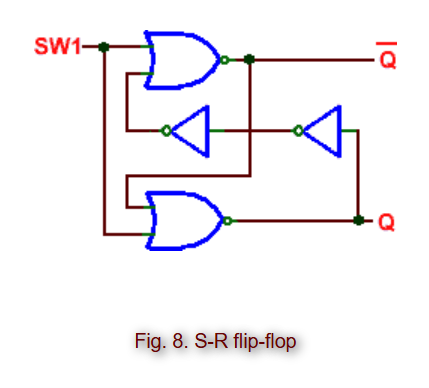 SW1
Q̅
Q
Fig. 8. S-R flip-flop